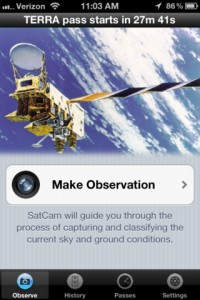 Verizon 11:03 AM 86%
TERRA pass starts in 27m 41s
Make Observation
SatCam will guide you through the
process of capturing and classifying the
current sky and ground conditions.
Observe History Passes Settings